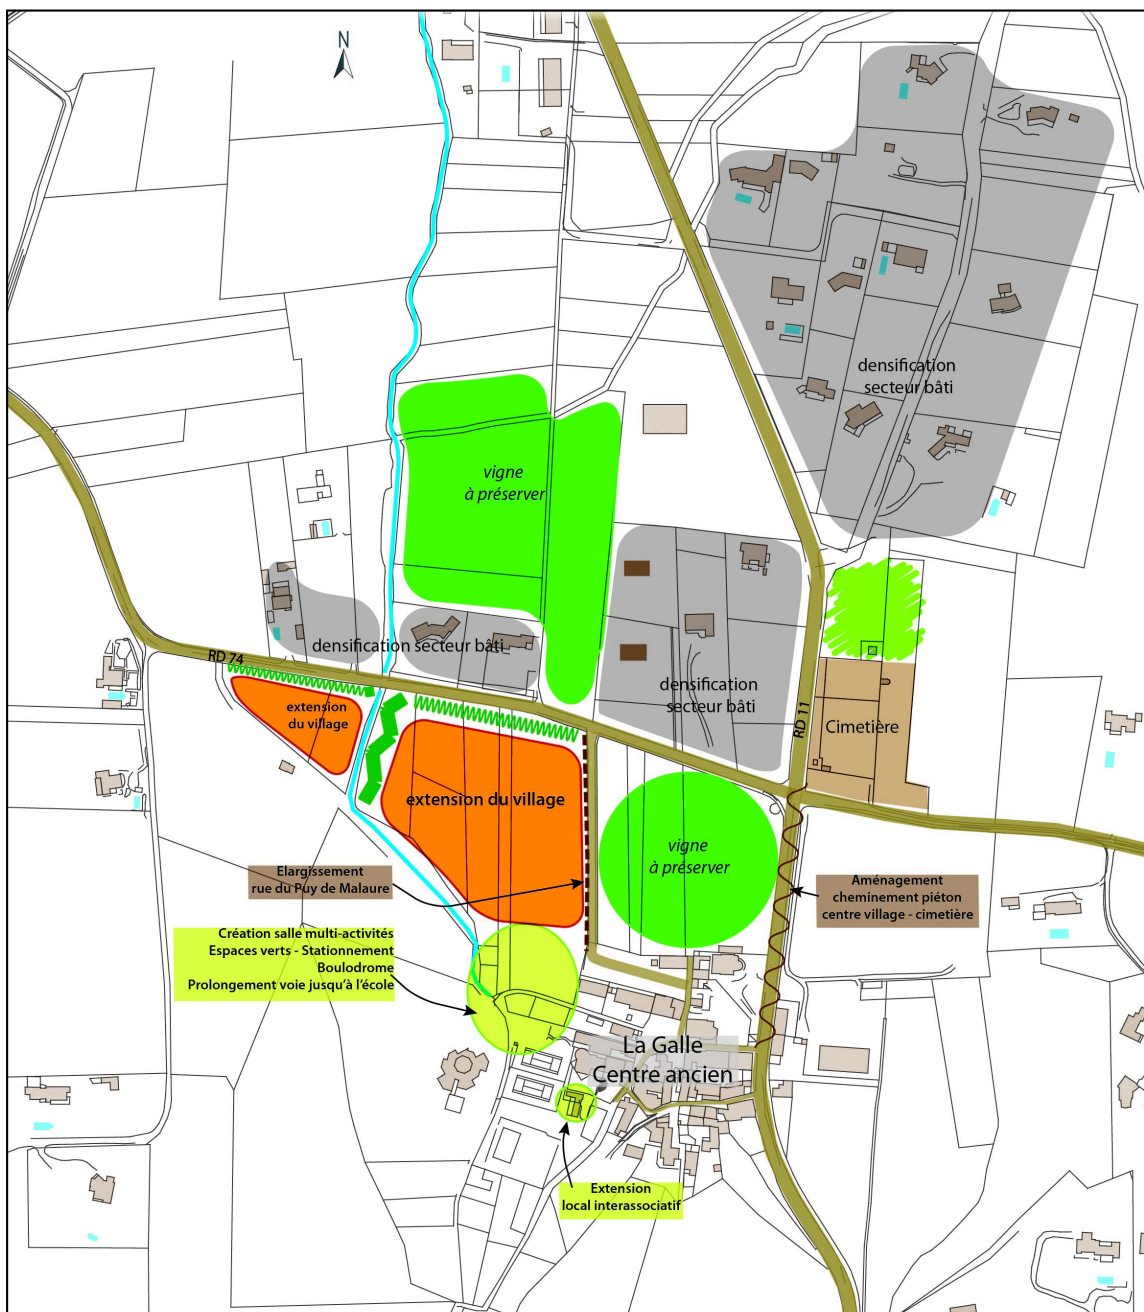 N
densification
secteur bâti
vigne
à préserver
densification secteur bâti
RD 74
extension
du village
densification
secteur bâti
RD 11
Cimetière
extension du village
vigne
à préserver
Elargissement
rue du Puy de Malaure
Aménagement
cheminement piéton
centre village - cimetière
Création salle multi-activités
Espaces verts - Stationnement
Boulodrome
Prolongement voie jusqu'à l'école
La Galle
Centre ancien
Extension
local interassociatif